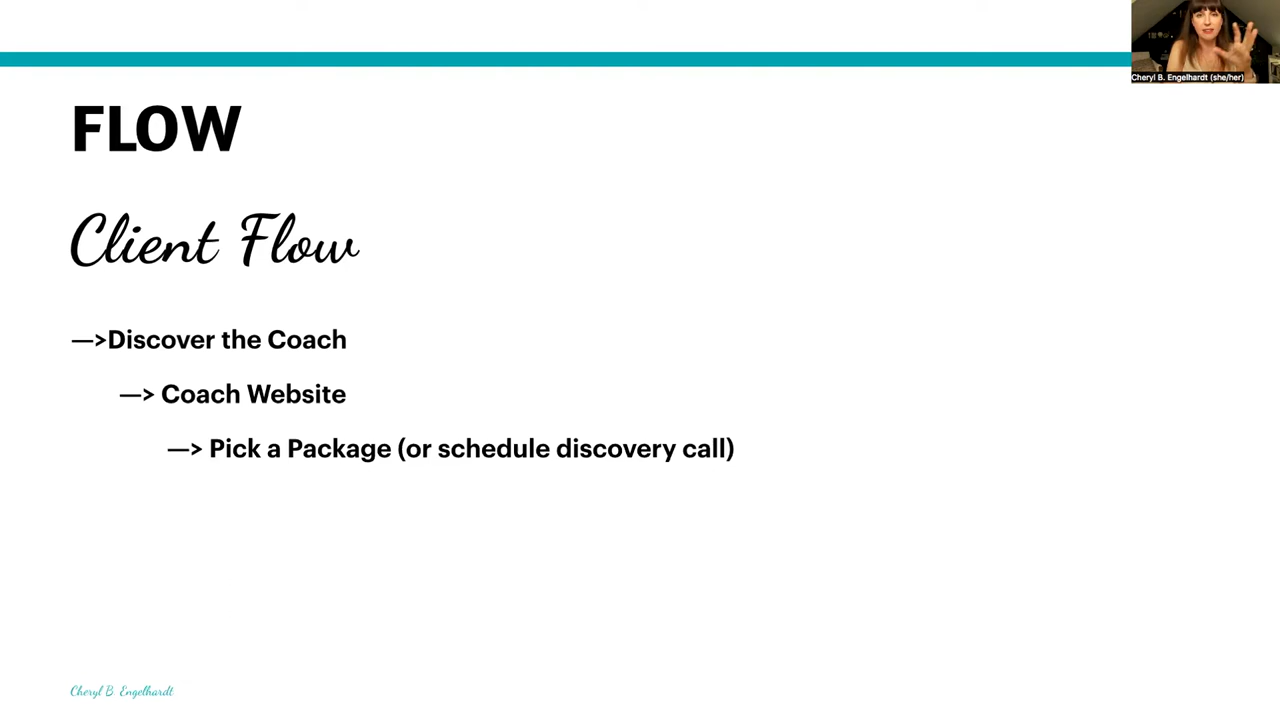 Cheryl B. Engelhardt (she/her)
FLOW
Client Flow
—>Discover the Coach
—> Coach Website
—> Pick a Package (or schedule discovery call)
Cheryl B. Engelhardt